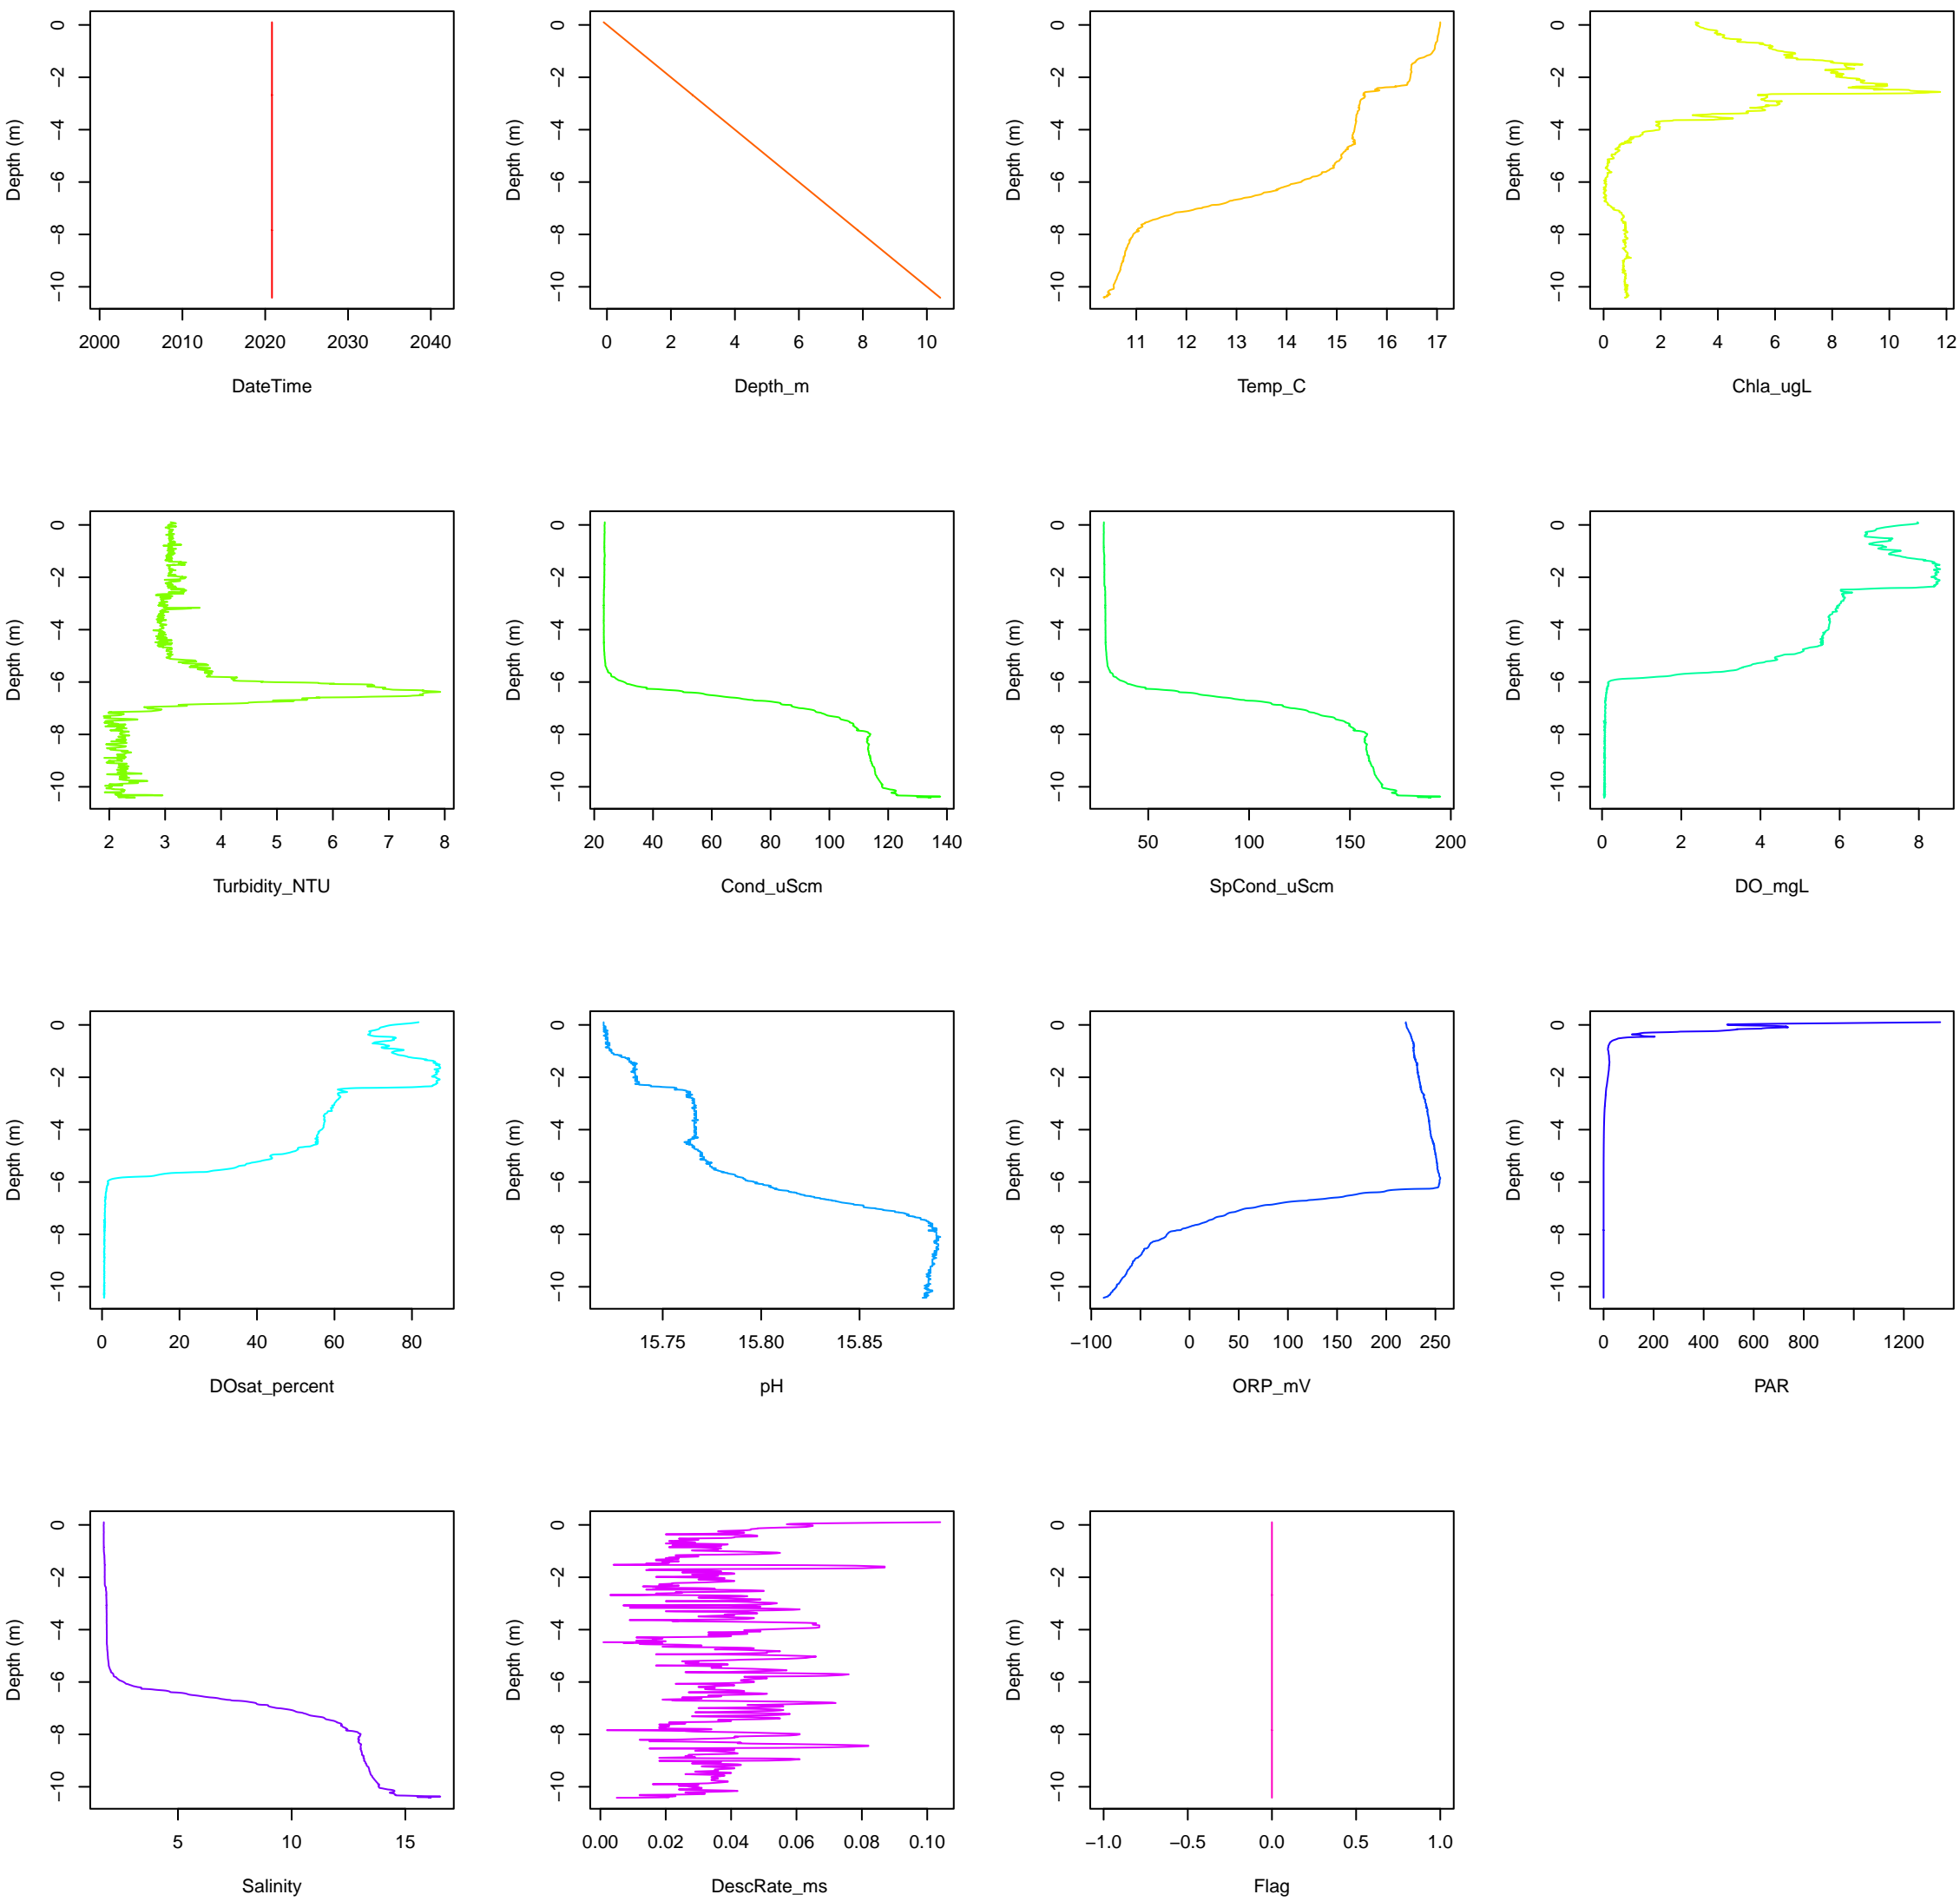 0
−2
−4
−6
−8
−10
Depth (m)
2000 2010 2020 2030 2040
DateTime
0
−2
−4
−6
−8
−10
Depth (m)
0 2 4 6 8 10
Depth_m
0
−2
−4
−6
−8
−10
Depth (m)
11 12 13 14 15 16 17
Temp_C
0
−2
−4
−6
−8
−10
Depth (m)
0 2 4 6 8 10 12
Chla_ugL
0
−2
−4
−6
−8
−10
Depth (m)
2 3 4 5 6 7 8
Turbidity_NTU
0
−2
−4
−6
−8
−10
Depth (m)
20 40 60 80 100 120 140
Cond_uScm
0
−2
−4
−6
−8
−10
Depth (m)
50 100 150 200
SpCond_uScm
0
−2
−4
−6
−8
−10
Depth (m)
0 2 4 6 8
DO_mgL
0
−2
−4
−6
−8
−10
Depth (m)
0 20 40 60 80
DOsat_percent
0
−2
−4
−6
−8
−10
Depth (m)
15.75 15.80 15.85
pH
0
−2
−4
−6
−8
−10
Depth (m)
−100 0 50 100 150 200 250
ORP_mV
0
−2
−4
−6
−8
−10
Depth (m)
0 200 400 600 800 1200
PAR
0
−2
−4
−6
−8
−10
Depth (m)
5 10 15
Salinity
0
−2
−4
−6
−8
−10
Depth (m)
0.00 0.02 0.04 0.06 0.08 0.10
DescRate_ms
0
−2
−4
−6
−8
−10
Depth (m)
−1.0 −0.5 0.0 0.5 1.0
Flag